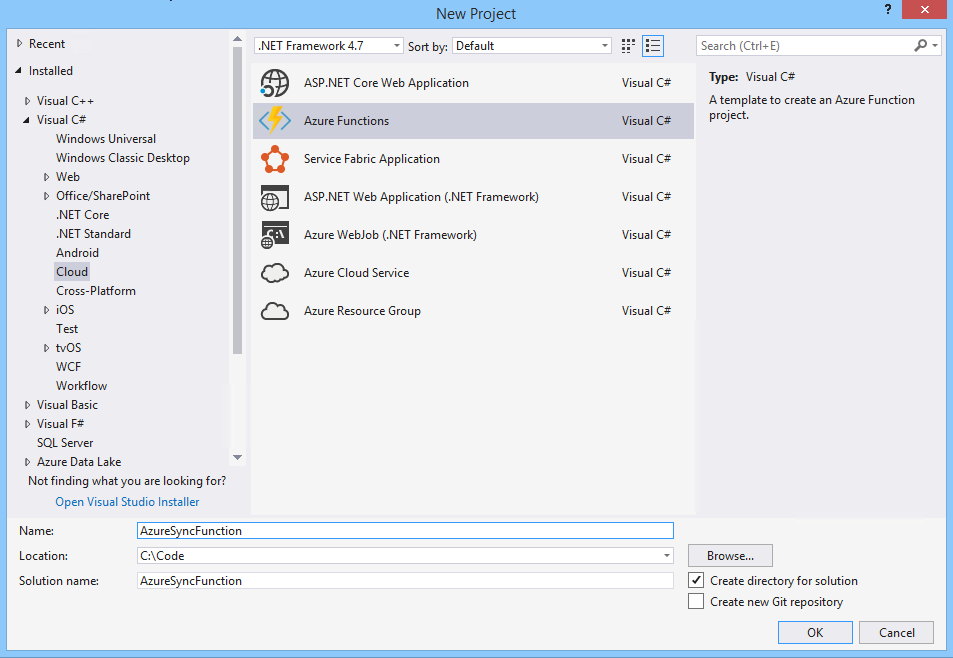 New Project
?
Recent
Installed
Visual C++
Visual C#
Windows Universal
Windows Classic Desktop
Web
Office/SharePoint
.NET Core
.NET Standard
Android
Cloud
Cross-Platform
iOS
Test
tvOS
WCF
Workflow
Visual Basic
Visual F#
SQL Server
Azure Data Lake
Not finding what you are looking for?
Open Visual Studio Installer
.NET Framework 4.7 Sort by: Default
ASP.NET Core Web Application Visual C#
Azure Functions Visual C#
Service Fabric Application Visual C#
ASP.NET Web Application (.NET Framework) Visual C#
C:\
Azure WebJob (.NET Framework) Visual C#
Azure Cloud Service Visual C#
Azure Resource Group Visual C#
Search (Ctrl+E)
Type: Visual C#
A template to create an Azure Function
project.
Name: AzureSyncFunction
Location: C:\Code Browse...
Solution name: AzureSyncFunction Create directory for solution
Create new Git repository
OK Cancel